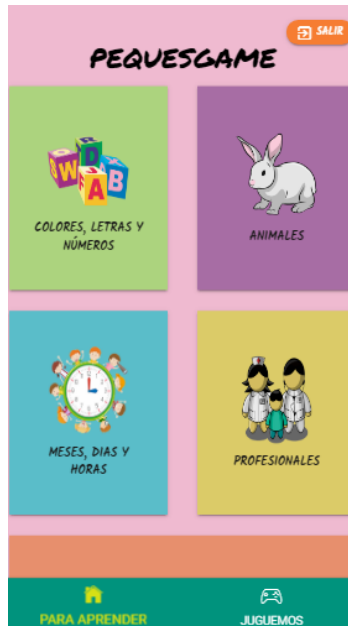 SALIR
PEQUESGAME
W D A B
COLORES, LETRAS Y
NÚMEROS
ANIMALES
MESES, DIAS Y
HORAS
PROFESIONALES
PARA APRENDER
JUGUEMOS